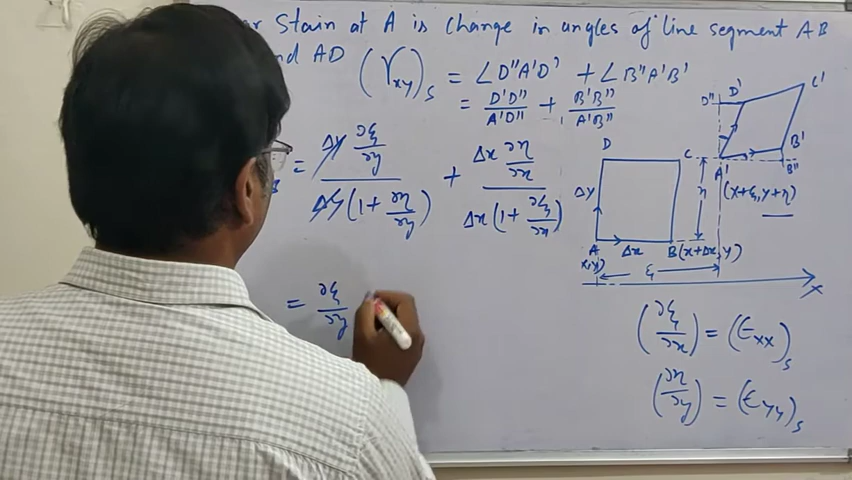 Stain at A is change in angles of line segment AB
AD (γxy)s = ∠D"A'D' + ∠B"A'B'
= D'D"/A'D" + B'B"/A'B"
= Δy ∂ξ/∂y / Δy(1 + ∂η/∂y) + Δx ∂η/∂x / Δx(1 + ∂ξ/∂x)
= ∂ξ/∂y
D" D' C'
B'
A' B"
(x+ξ, y+η)
D C
Δy η
A Δx B(x+Δx, y)
x,y)
ξ
X
(∂ξ/∂x) = (ϵxx)s
(∂η/∂y) = (ϵyy)s